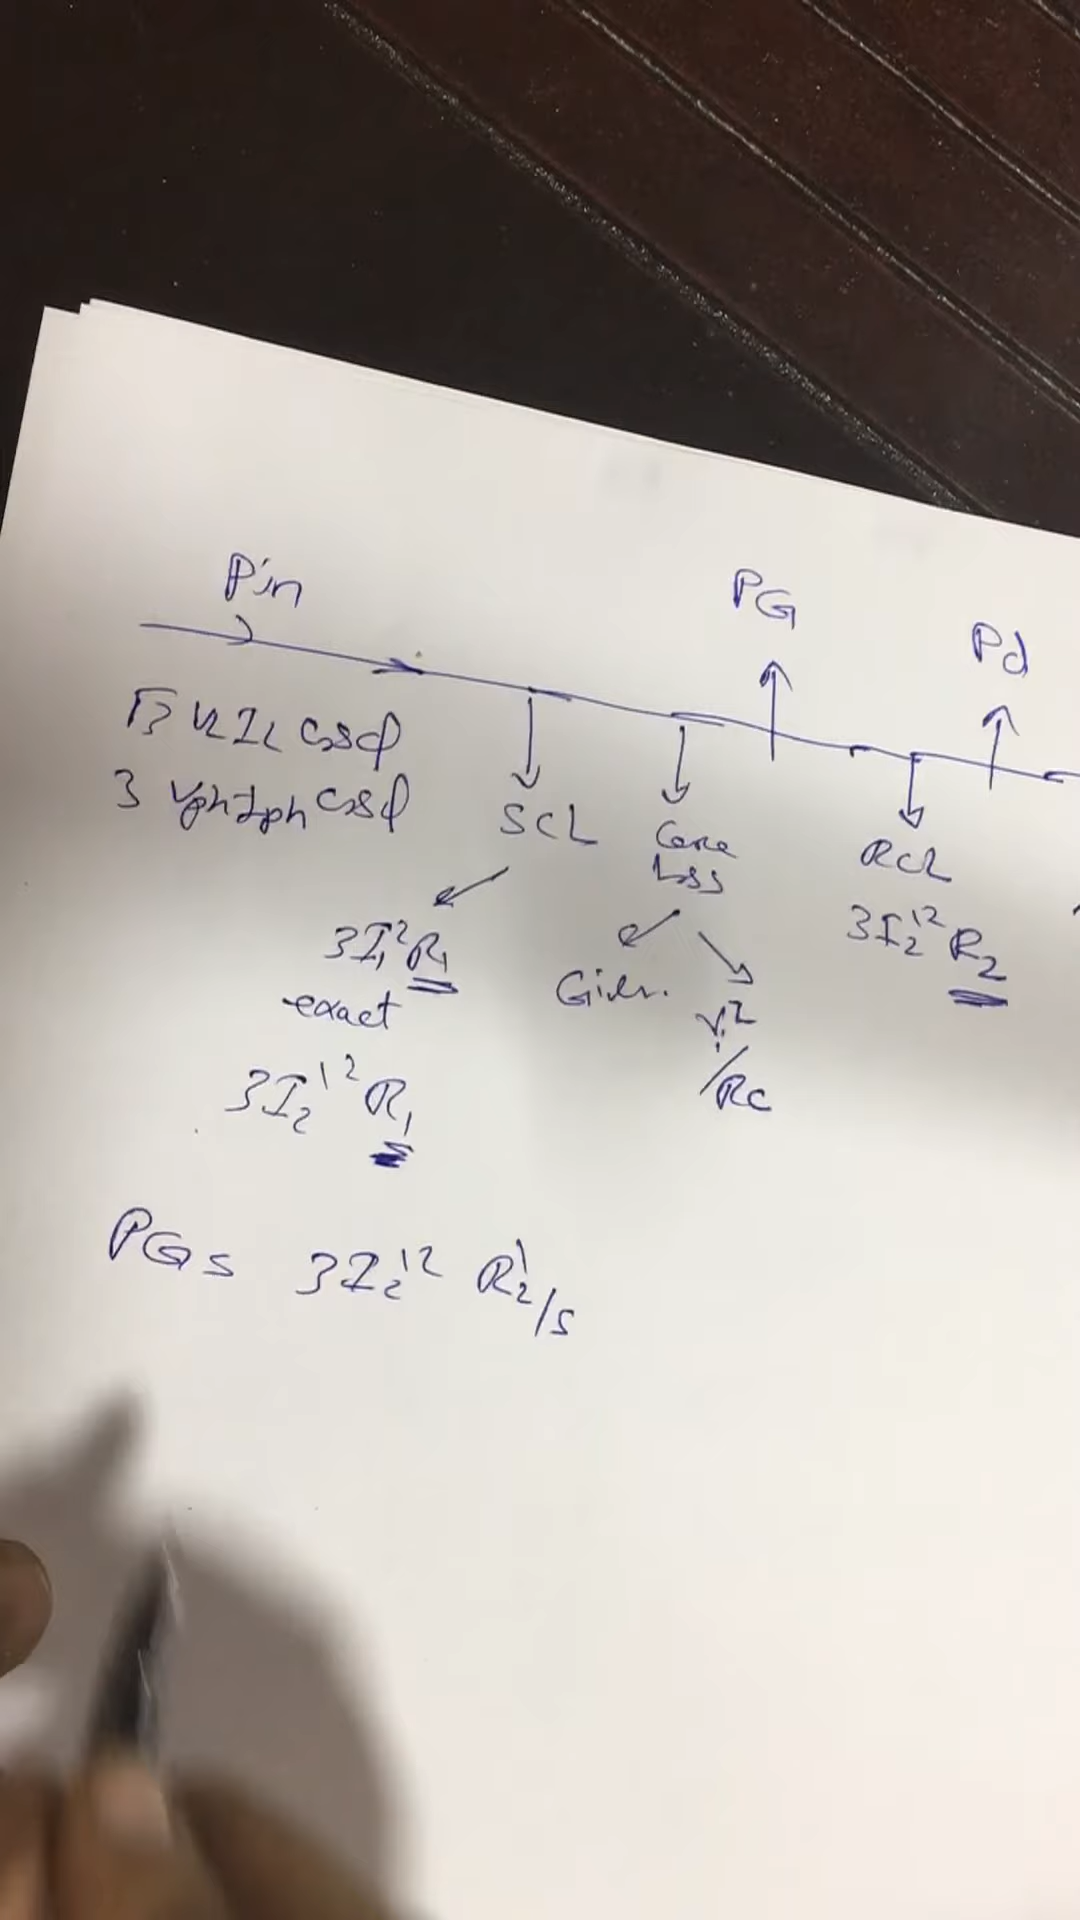 Pin
PG
Pd
√3 VL IL cosφ
3 Vph Iph cosφ
SCL
Core
Loss
RCL
3I₁²R₁
exact
Given.
V₁²
/Rc
3I₂'²R₂
3I₂'²R₁
PG = 3I₂'² R₂'/s